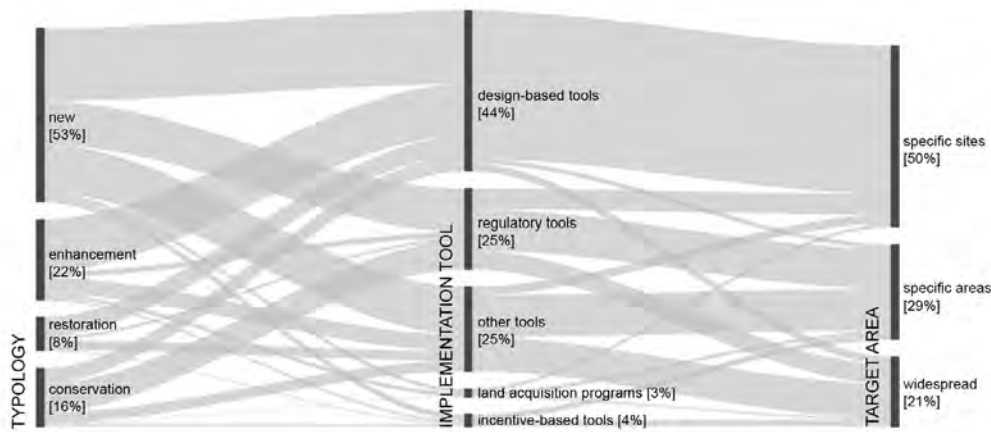 TYPOLOGY
new
[53%]
enhancement
[22%]
restoration
[8%]
conservation
[16%]
IMPLEMENTATION TOOL
design-based tools
[44%]
regulatory tools
[25%]
other tools
[25%]
land acquisition programs [3%]
incentive-based tools [4%]
TARGET AREA
specific sites
[50%]
specific areas
[29%]
widespread
[21%]